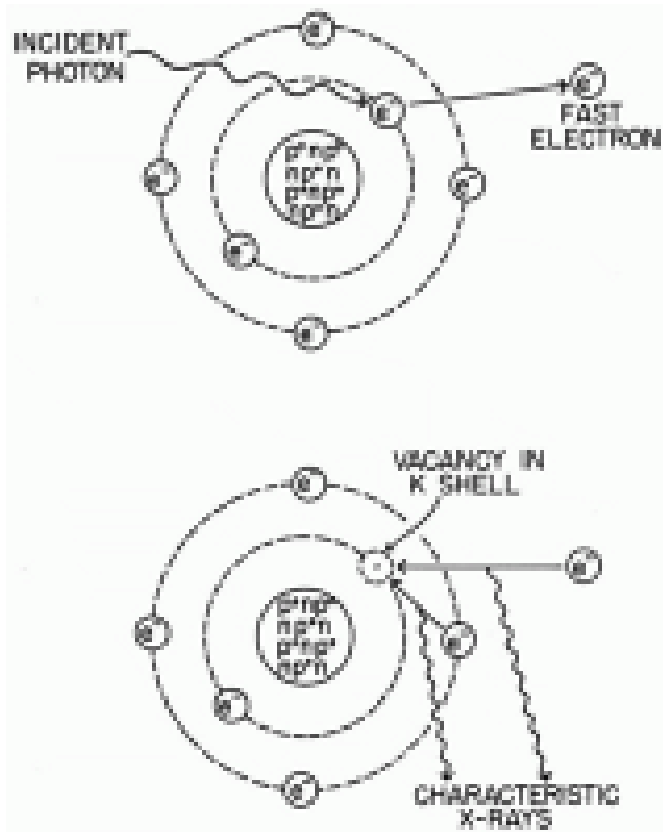 INCIDENT
PHOTON
e⁻
e⁻
e⁻
FAST
ELECTRON
e⁻
e⁻
e⁻
e⁻
VACANCY IN
K SHELL
e⁻
e⁻
e⁻
e⁻
e⁻
e⁻
CHARACTERISTIC
X-RAYS